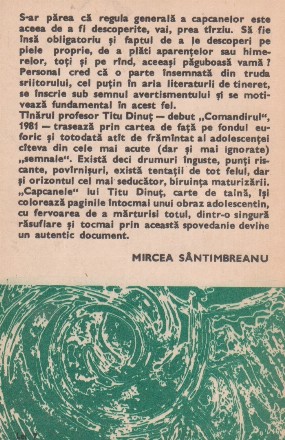 S-ar părea că regula generală a capcanelor este
aceea de a fi descoperite, vai, prea tîrziu. Să fie
însă obligatoriu și faptul de a le descoperi pe
piele proprie, de a plăti aparențelor sau hime-
relor, toți și pe rînd, aceeași păguboasă vamă ?
Personal cred că o parte însemnată din truda
sriitorului, cel puțin în aria literaturii de tineret,
se înscrie sub semnul avertismentului și se moti-
vează fundamental în acest fel.
Tînărul profesor Titu Dinuț — debut „Comandirul“,
1981 — trasează prin cartea de față pe fondul eu-
foric și totodată atît de frămîntat al adolescenței
cîteva din cele mai acute (dar și mai ignorate)
„semnale“. Există deci drumuri înguste, punți ris-
cante, povîrnișuri, există tentații de tot felul, dar
și orizontul cel mai seducător, biruința maturizării.
„Capcanele“ lui Titu Dinuț, carte de taină, își
colorează paginile întocmai unui obraz adolescentin,
cu fervoarea de a mărturisi totul, dintr-o singură
răsuflare și tocmai prin această spovedanie devine
un autentic document.
MIRCEA SÂNTIMBREANU